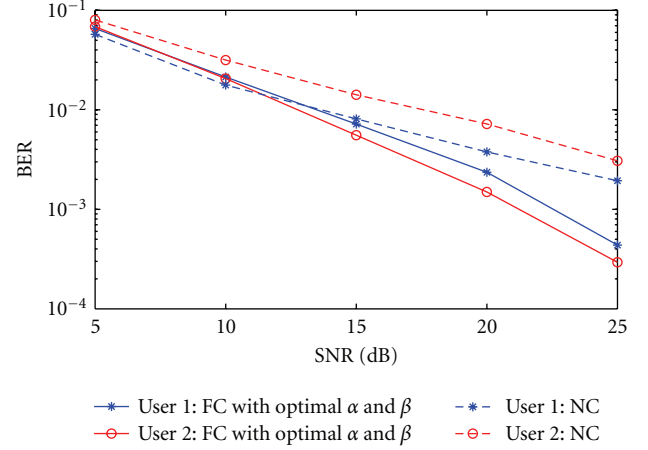 10⁻¹
10⁻²
10⁻³
10⁻⁴
BER
5 10 15 20 25
SNR (dB)
User 1: FC with optimal α and β User 1: NC
User 2: FC with optimal α and β User 2: NC